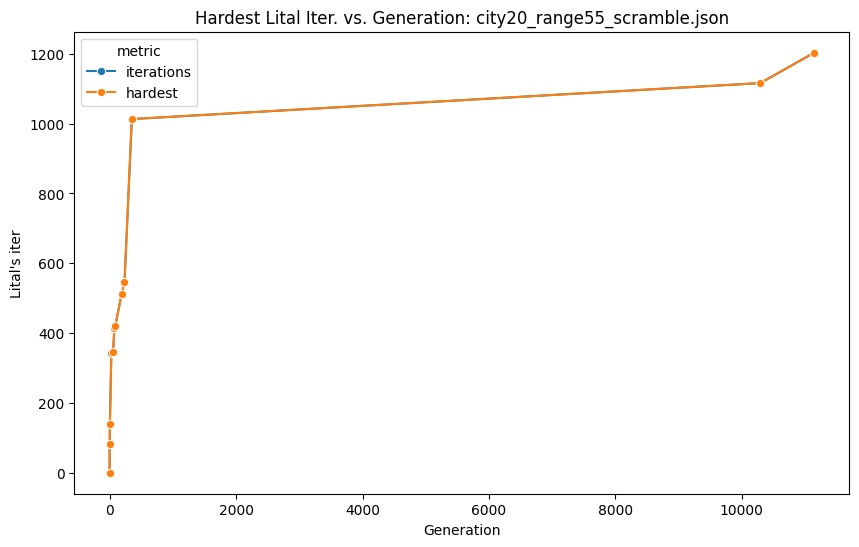 Hardest Lital Iter. vs. Generation: city20_range55_scramble.json
metric
iterations
hardest
1200
1000
800
600
400
200
0
Lital's iter
0 2000 4000 6000 8000 10000
Generation